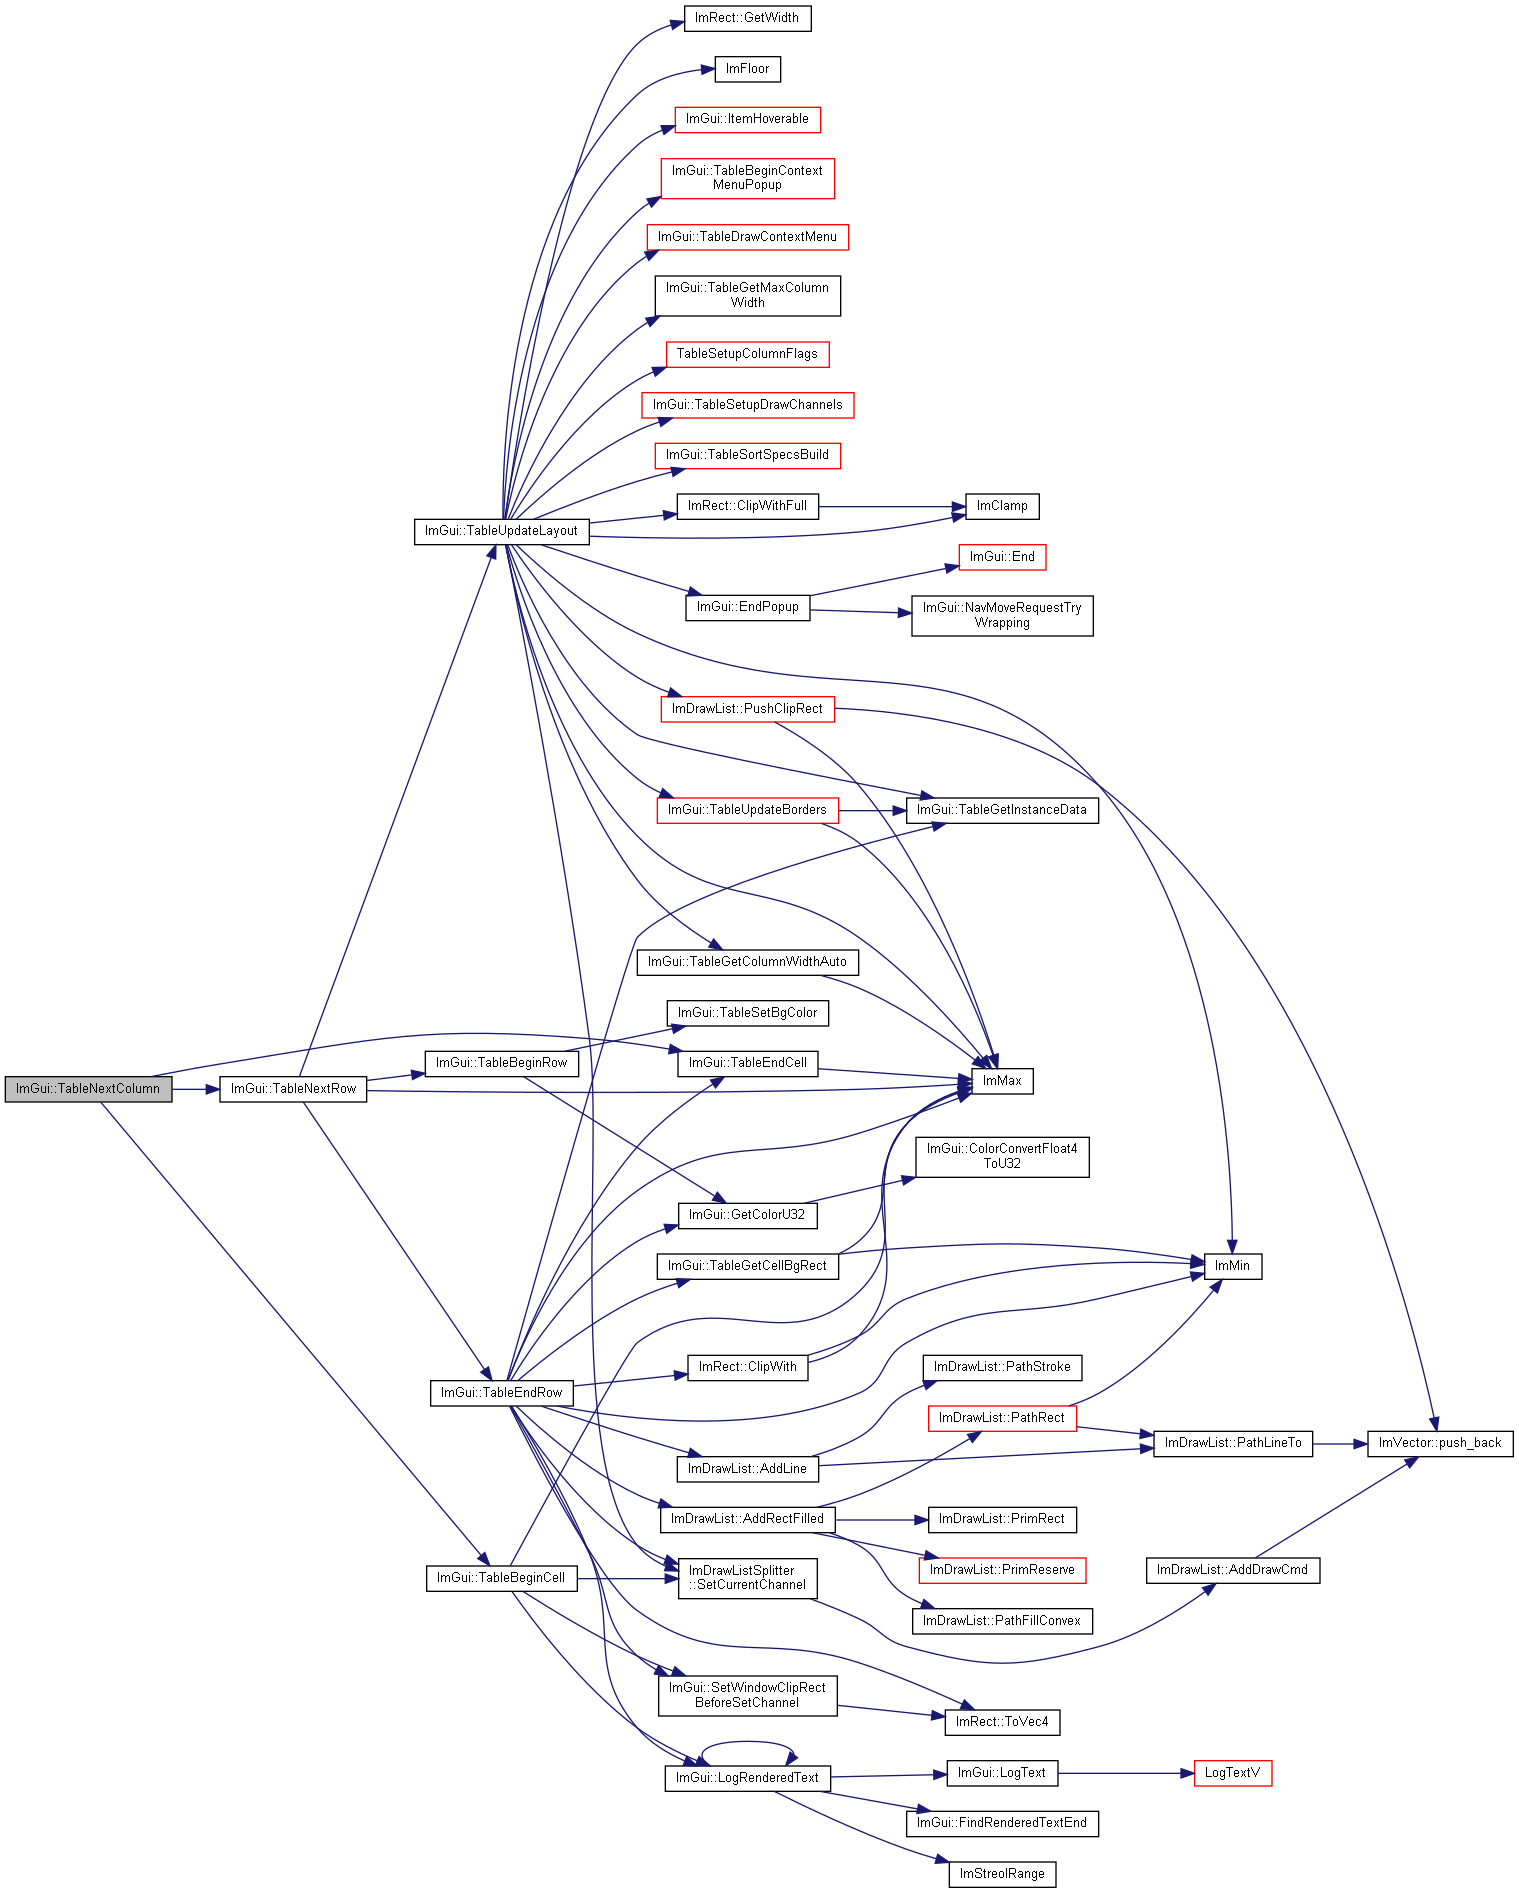 ImRect::GetWidth
ImFloor
ImGui::ItemHoverable
ImGui::TableBeginContext
MenuPopup
ImGui::TableDrawContextMenu
ImGui::TableGetMaxColumn
Width
TableSetupColumnFlags
ImGui::TableSetupDrawChannels
ImGui::TableSortSpecsBuild
ImRect::ClipWithFull
ImClamp
ImGui::TableUpdateLayout
ImGui::End
ImGui::EndPopup
ImGui::NavMoveRequestTry
Wrapping
ImDrawList::PushClipRect
ImGui::TableUpdateBorders
ImGui::TableGetInstanceData
ImGui::TableGetColumnWidthAuto
ImGui::TableSetBgColor
ImGui::TableBeginRow
ImGui::TableEndCell
ImMax
ImGui::TableNextColumn
ImGui::TableNextRow
ImGui::ColorConvertFloat4
ToU32
ImGui::GetColorU32
ImGui::TableGetCellBgRect
ImMin
ImRect::ClipWith
ImDrawList::PathStroke
ImGui::TableEndRow
ImDrawList::PathRect
ImDrawList::PathLineTo
ImVector::push_back
ImDrawList::AddLine
ImDrawList::AddRectFilled
ImDrawList::PrimRect
ImDrawList::PrimReserve
ImDrawList::AddDrawCmd
ImGui::TableBeginCell
ImDrawListSplitter
::SetCurrentChannel
ImDrawList::PathFillConvex
ImGui::SetWindowClipRect
BeforeSetChannel
ImRect::ToVec4
ImGui::LogRenderedText
ImGui::LogText
LogTextV
ImGui::FindRenderedTextEnd
ImStreolRange